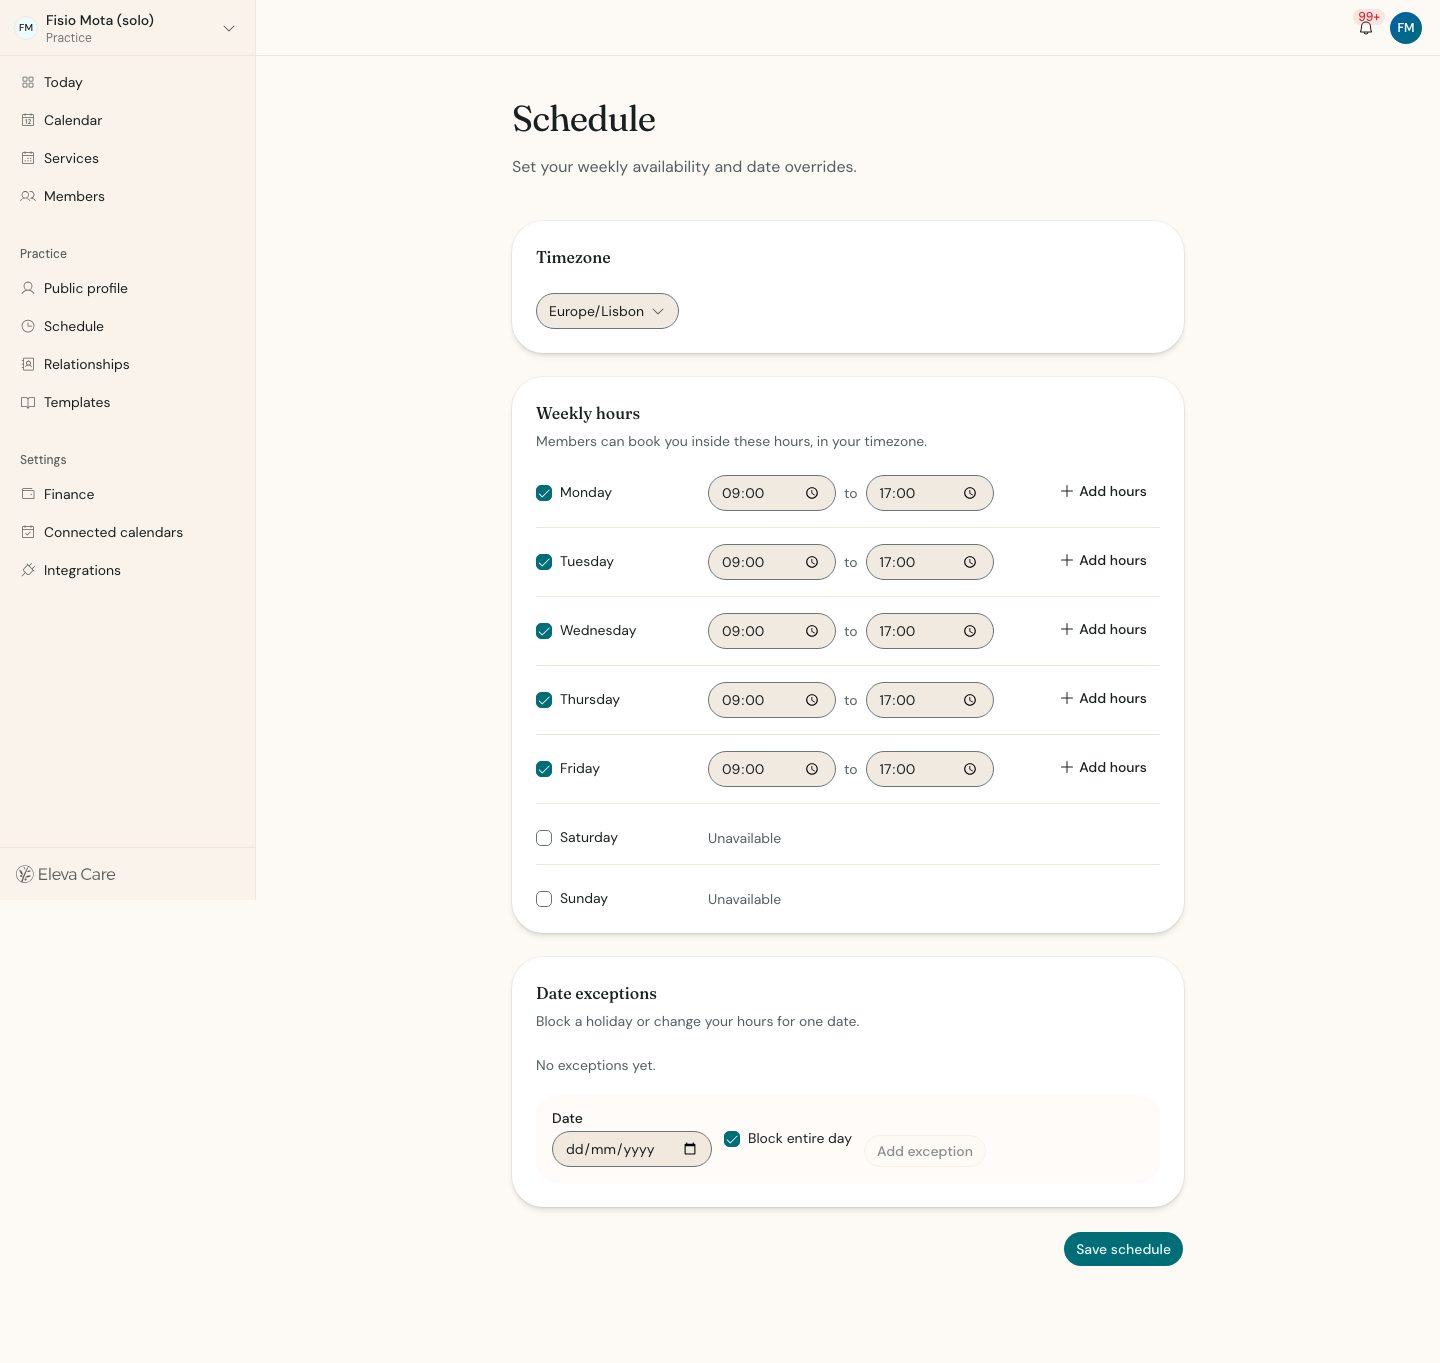 FM
Fisio Mota (solo)
Practice
99+
FM
Today
Calendar
Services
Members
Practice
Public profile
Schedule
Relationships
Templates
Settings
Finance
Connected calendars
Integrations
Eleva Care
Schedule
Set your weekly availability and date overrides.
Timezone
Europe/Lisbon
Weekly hours
Members can book you inside these hours, in your timezone.
Monday 09:00 to 17:00 Add hours
Tuesday 09:00 to 17:00 Add hours
Wednesday 09:00 to 17:00 Add hours
Thursday 09:00 to 17:00 Add hours
Friday 09:00 to 17:00 Add hours
Saturday Unavailable
Sunday Unavailable
Date exceptions
Block a holiday or change your hours for one date.
No exceptions yet.
Date
dd/mm/yyyy Block entire day Add exception
Save schedule